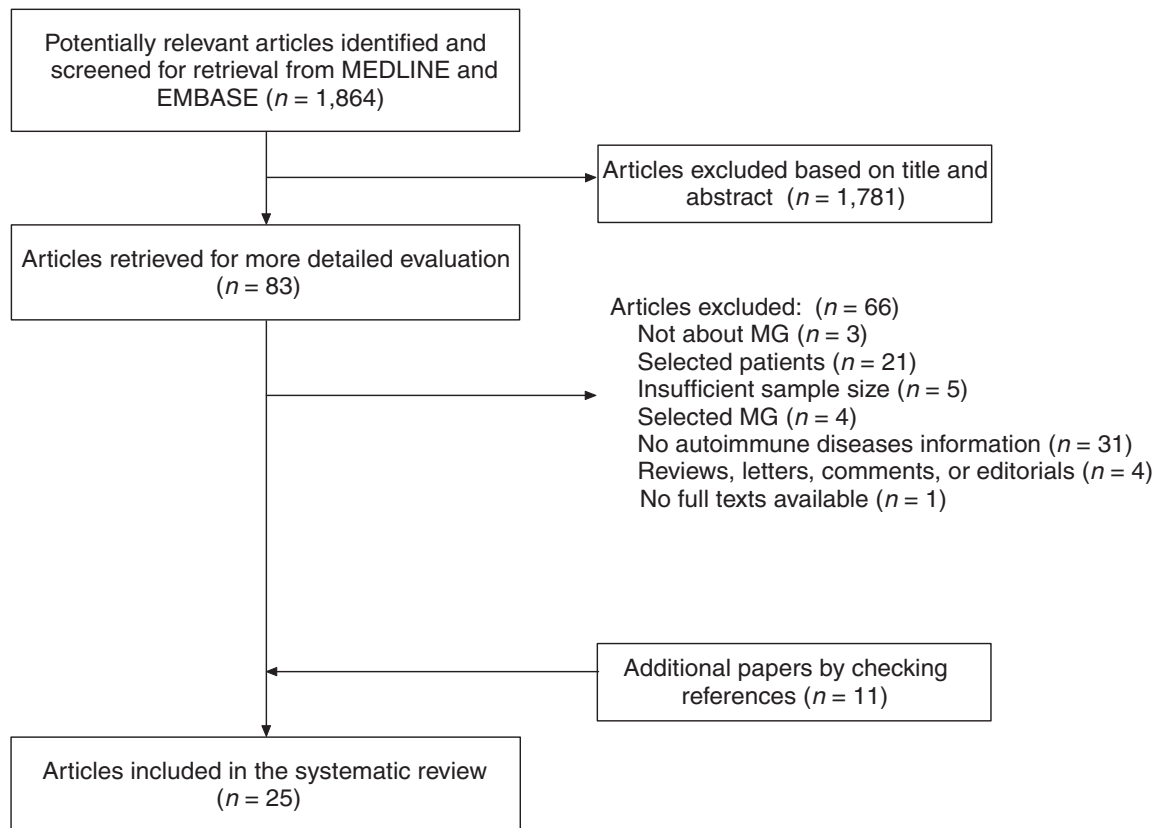 Potentially relevant articles identified and
screened for retrieval from MEDLINE and
EMBASE (n = 1,864)
Articles excluded based on title and
abstract (n = 1,781)
Articles retrieved for more detailed evaluation
(n = 83)
Articles excluded: (n = 66)
Not about MG (n = 3)
Selected patients (n = 21)
Insufficient sample size (n = 5)
Selected MG (n = 4)
No autoimmune diseases information (n = 31)
Reviews, letters, comments, or editorials (n = 4)
No full texts available (n = 1)
Additional papers by checking
references (n = 11)
Articles included in the systematic review
(n = 25)